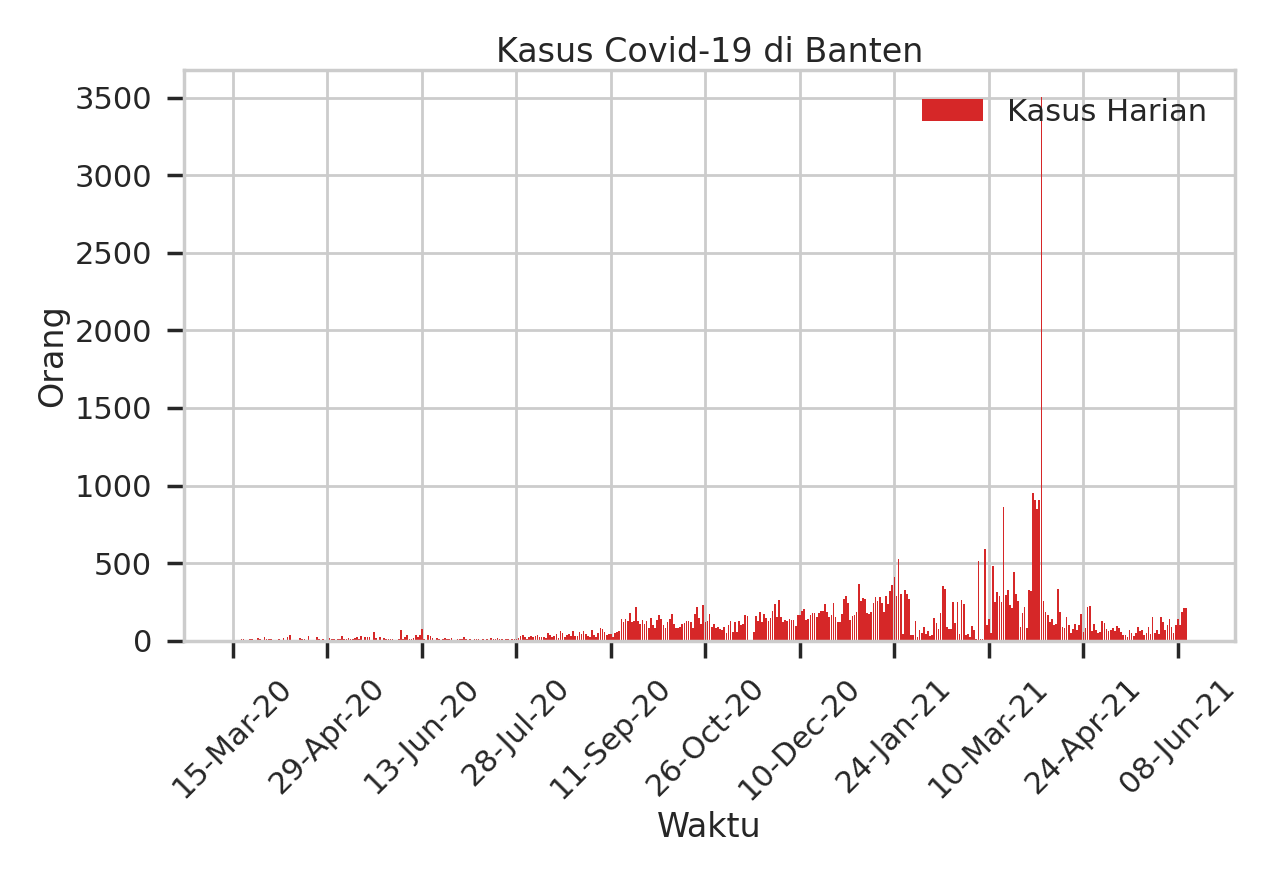 Kasus Covid-19 di Banten
Kasus Harian
Orang
3500
3000
2500
2000
1500
1000
500
0
15-Mar-20
29-Apr-20
13-Jun-20
28-Jul-20
11-Sep-20
26-Oct-20
10-Dec-20
24-Jan-21
10-Mar-21
24-Apr-21
08-Jun-21
Waktu